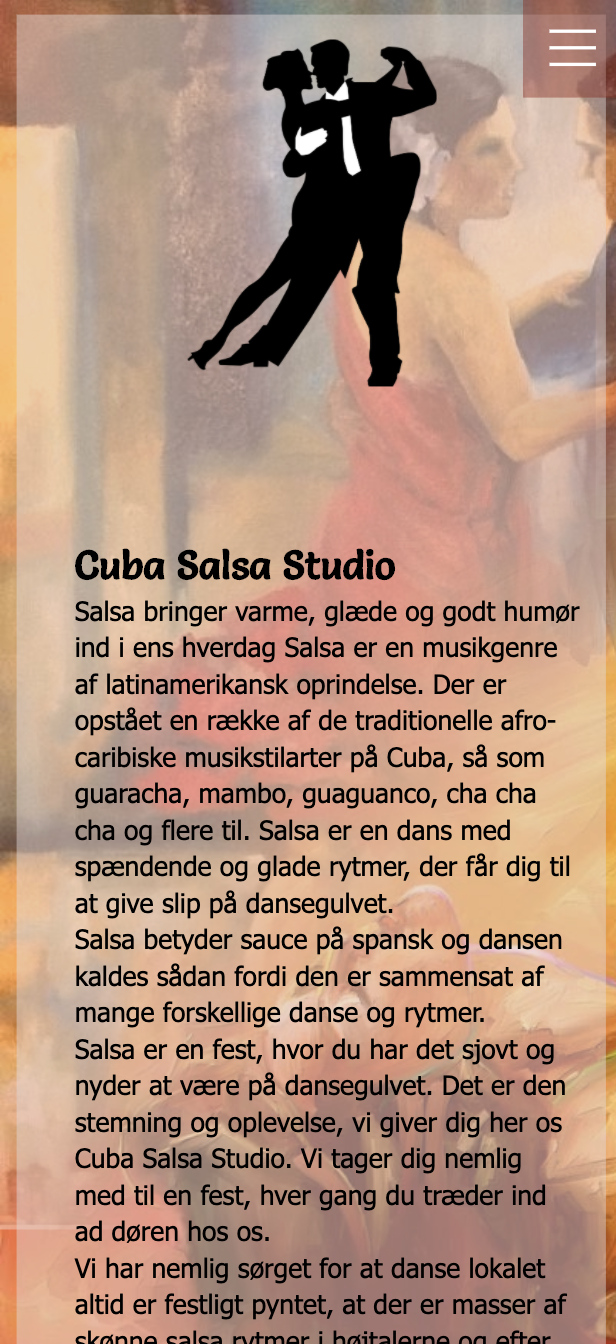 Cuba Salsa Studio
Salsa bringer varme, glæde og godt humør
ind i ens hverdag Salsa er en musikgenre
af latinamerikansk oprindelse. Der er
opstået en række af de traditionelle afro-
caribiske musikstilarter på Cuba, så som
guaracha, mambo, guaguanco, cha cha
cha og flere til. Salsa er en dans med
spændende og glade rytmer, der får dig til
at give slip på dansegulvet.
Salsa betyder sauce på spansk og dansen
kaldes sådan fordi den er sammensat af
mange forskellige danse og rytmer.
Salsa er en fest, hvor du har det sjovt og
nyder at være på dansegulvet. Det er den
stemning og oplevelse, vi giver dig her os
Cuba Salsa Studio. Vi tager dig nemlig
med til en fest, hver gang du træder ind
ad døren hos os.
Vi har nemlig sørget for at danse lokalet
altid er festligt pyntet, at der er masser af
skønne salsa rytmer i højtalerne og efter